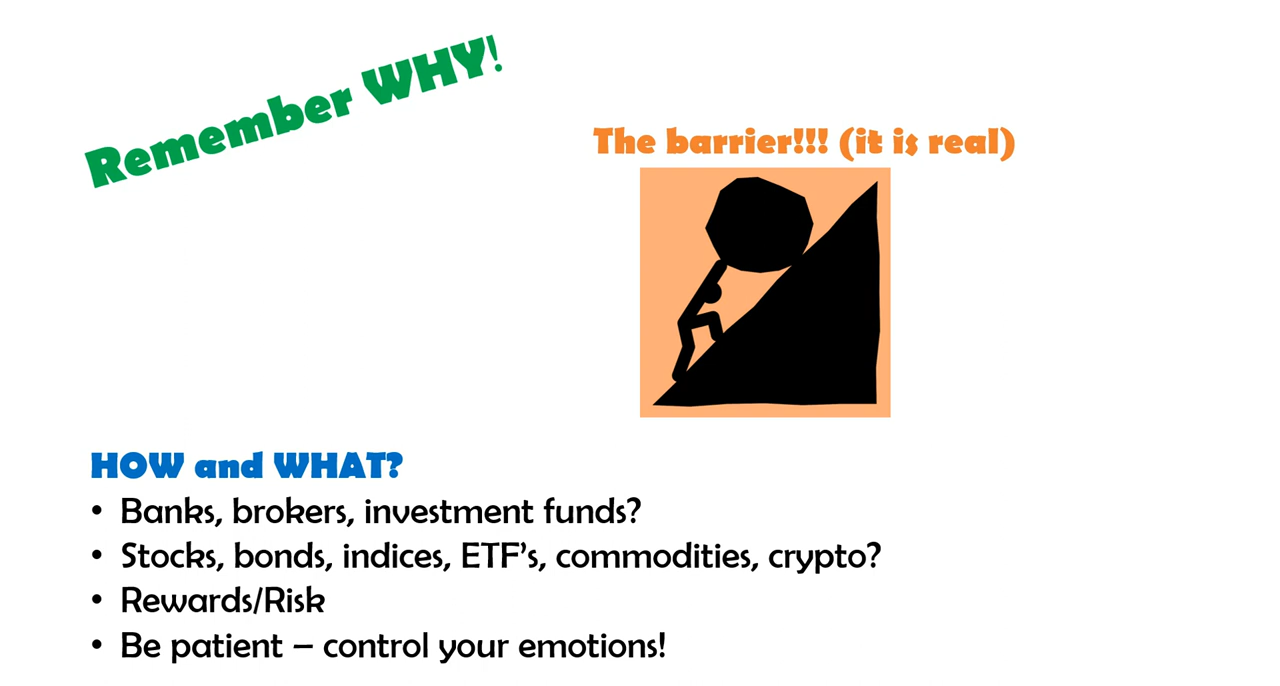 Remember WHY!
The barrier!!! (it is real)
HOW and WHAT?
• Banks, brokers, investment funds?
• Stocks, bonds, indices, ETF’s, commodities, crypto?
• Rewards/Risk
• Be patient – control your emotions!